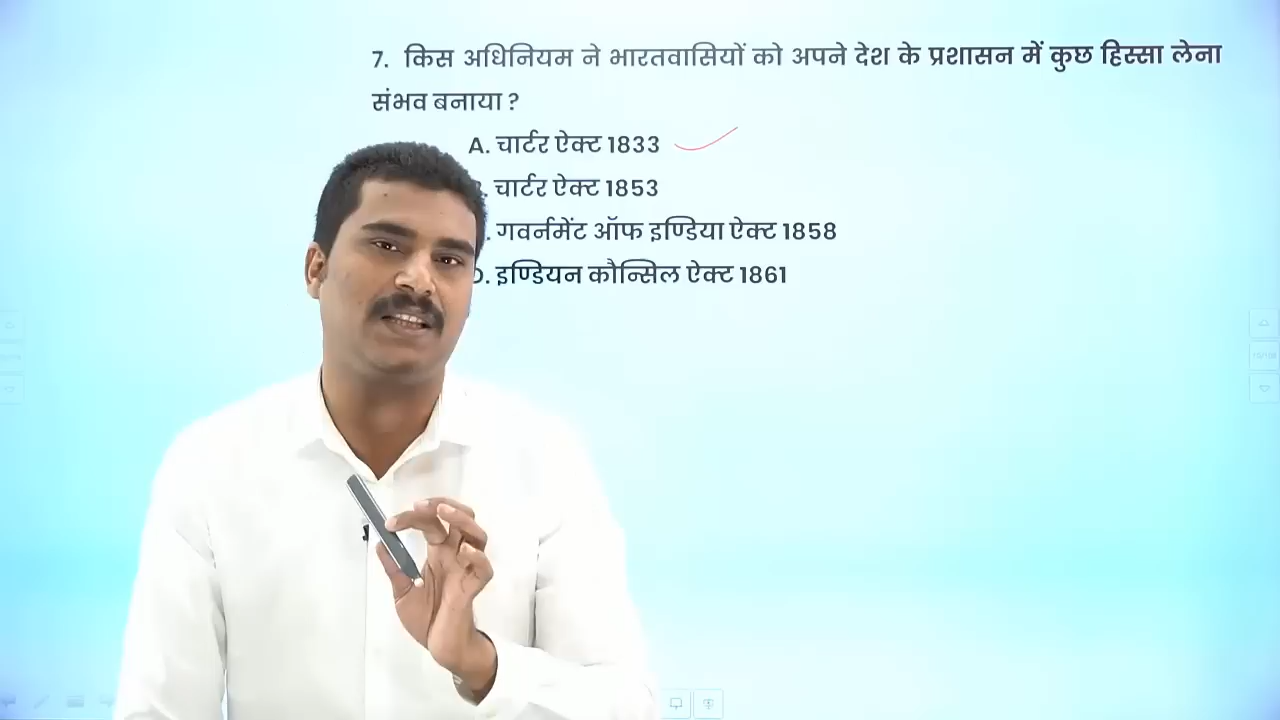 7. किस अधिनियम ने भारतवासियों को अपने देश के प्रशासन में कुछ हिस्सा लेना
संभव बनाया ?
A. चार्टर ऐक्ट 1833
. चार्टर ऐक्ट 1853
. गवर्नमेंट ऑफ इण्डिया ऐक्ट 1858
D. इण्डियन कौन्सिल ऐक्ट 1861